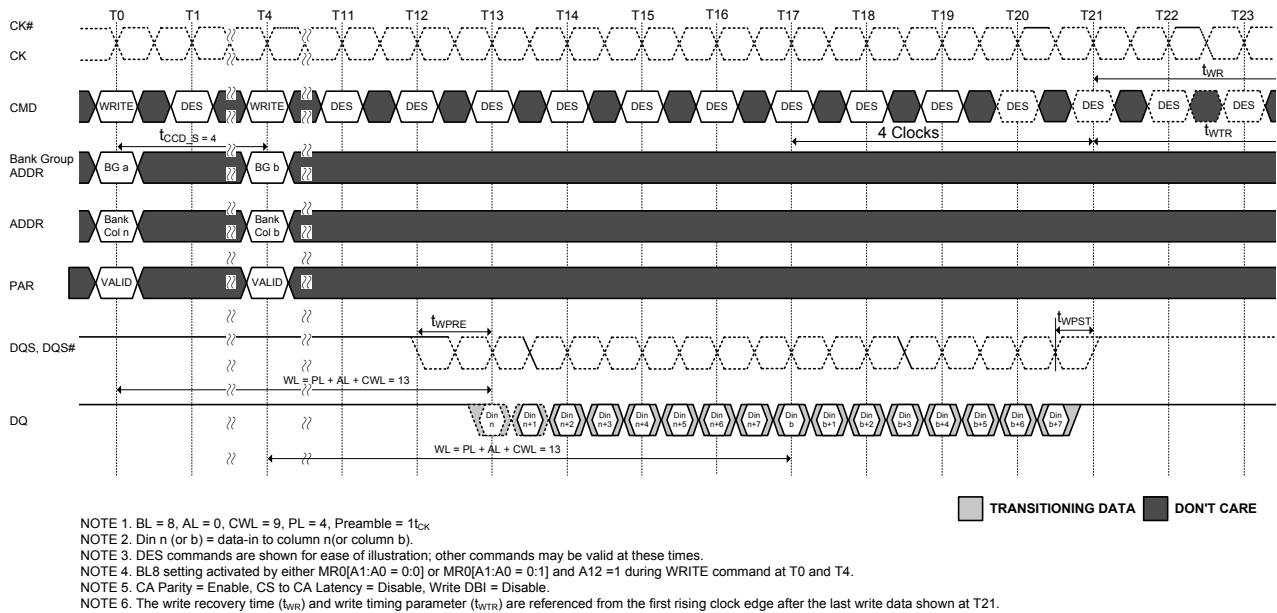 T0 T1 T4 T11 T12 T13 T14 T15 T16 T17 T18 T19 T20 T21 T22 T23
CK#
CK
tWR
CMD WRITE DES WRITE DES DES DES DES DES DES DES DES DES DES DES DES DES
tCCD_S = 4
4 Clocks
tWTR
Bank Group
ADDR
BG a BG b
ADDR
Bank
Col n
Bank
Col b
PAR VALID VALID
tWPRE tWPST
DQS, DQS#
WL = PL + AL + CWL = 13
DQ
Din
n
Din
n+1
Din
n+2
Din
n+3
Din
n+4
Din
n+5
Din
n+6
Din
n+7
Din
b
Din
b+1
Din
b+2
Din
b+3
Din
b+4
Din
b+5
Din
b+6
Din
b+7
WL = PL + AL + CWL = 13
TRANSITIONING DATA DON'T CARE
NOTE 1. BL = 8, AL = 0, CWL = 9, PL = 4, Preamble = 1tCK
NOTE 2. Din n (or b) = data-in to column n(or column b).
NOTE 3. DES commands are shown for ease of illustration; other commands may be valid at these times.
NOTE 4. BL8 setting activated by either MR0[A1:A0 = 0:0] or MR0[A1:A0 = 0:1] and A12 =1 during WRITE command at T0 and T4.
NOTE 5. CA Parity = Enable, CS to CA Latency = Disable, Write DBI = Disable.
NOTE 6. The write recovery time (tWR) and write timing parameter (tWTR) are referenced from the first rising clock edge after the last write data shown at T21.